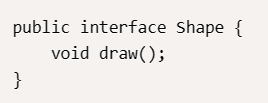 public interface Shape {
    void draw();
}